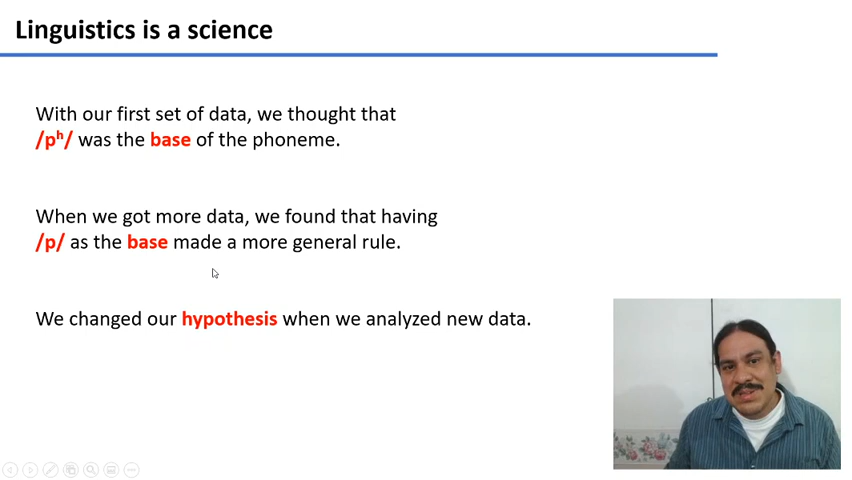 Linguistics is a science
With our first set of data, we thought that
/pʰ/ was the base of the phoneme.
When we got more data, we found that having
/p/ as the base made a more general rule.
We changed our hypothesis when we analyzed new data.